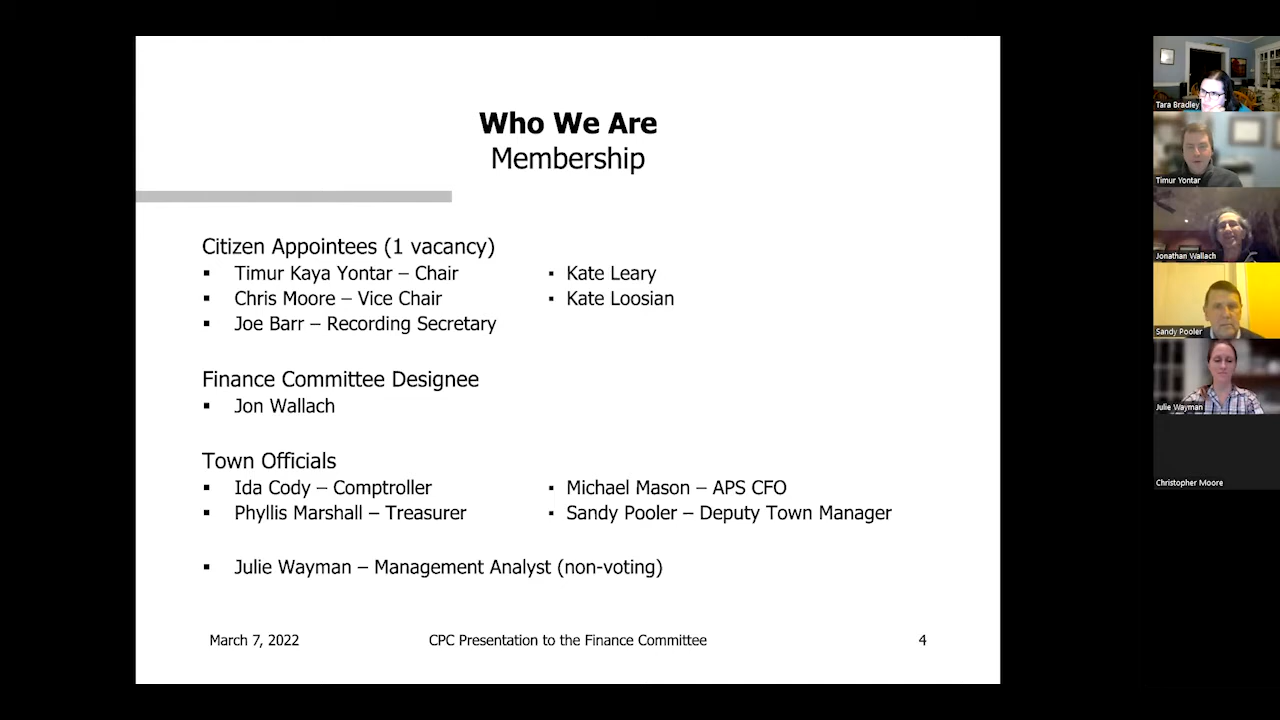 Who We Are
Membership
Citizen Appointees (1 vacancy)
▪ Timur Kaya Yontar – Chair
▪ Chris Moore – Vice Chair
▪ Joe Barr – Recording Secretary
▪ Kate Leary
▪ Kate Loosian
Finance Committee Designee
▪ Jon Wallach
Town Officials
▪ Ida Cody – Comptroller
▪ Phyllis Marshall – Treasurer
▪ Michael Mason – APS CFO
▪ Sandy Pooler – Deputy Town Manager
▪ Julie Wayman – Management Analyst (non-voting)
March 7, 2022
CPC Presentation to the Finance Committee
4
Tara Bradley
Timur Yontar
Jonathan Wallach
Sandy Pooler
Julie Wayman
Christopher Moore